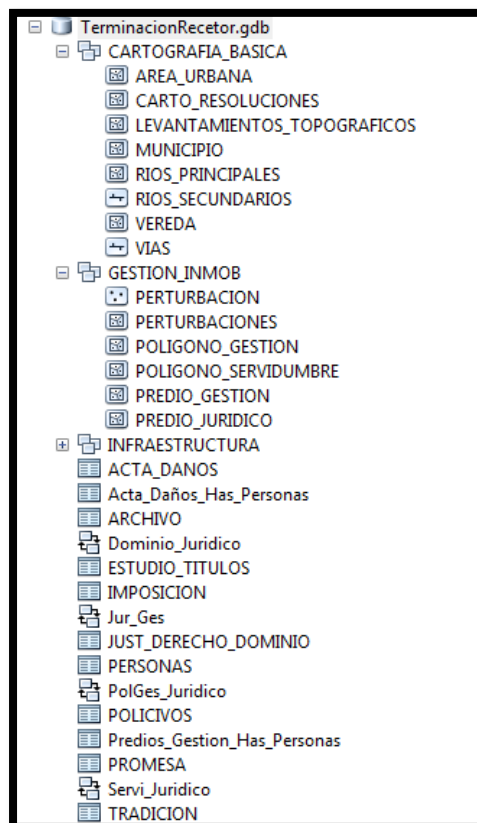 TerminacionRecetor.gdb
CARTOGRAFIA_BASICA
AREA_URBANA
CARTO_RESOLUCIONES
LEVANTAMIENTOS_TOPOGRAFICOS
MUNICIPIO
RIOS_PRINCIPALES
RIOS_SECUNDARIOS
VEREDA
VIAS
GESTION_INMOB
PERTURBACION
PERTURBACIONES
POLIGONO_GESTION
POLIGONO_SERVIDUMBRE
PREDIO_GESTION
PREDIO_JURIDICO
INFRAESTRUCTURA
ACTA_DANOS
Acta_Daños_Has_Personas
ARCHIVO
Dominio_Juridico
ESTUDIO_TITULOS
IMPOSICION
Jur_Ges
JUST_DERECHO_DOMINIO
PERSONAS
PolGes_Juridico
POLICIVOS
Predios_Gestion_Has_Personas
PROMESA
Servi_Juridico
TRADICION